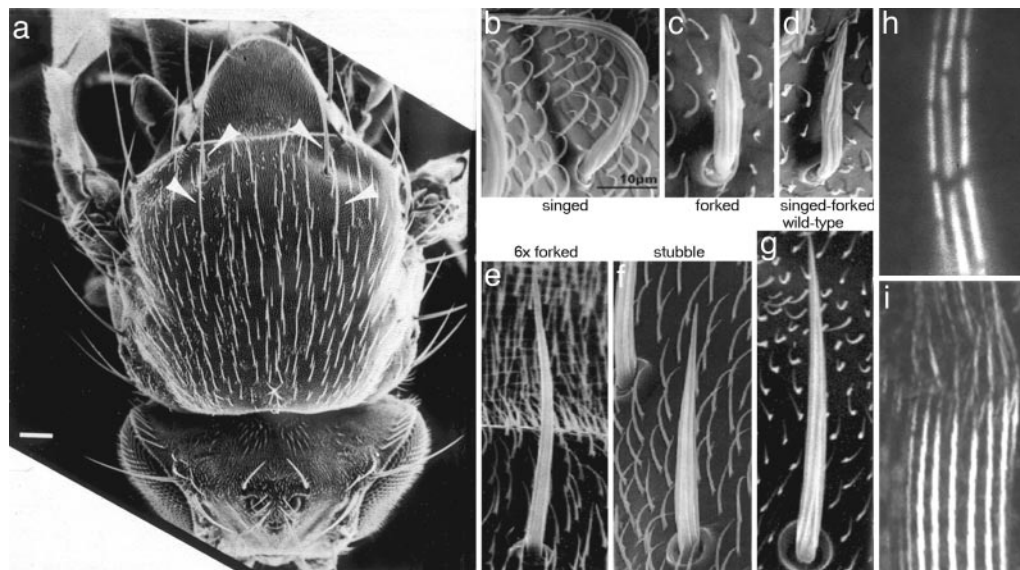 a
b
c
d
h
10µm
singed
forked
singed-forked
wild-type
6x forked
stubble
e
f
g
i